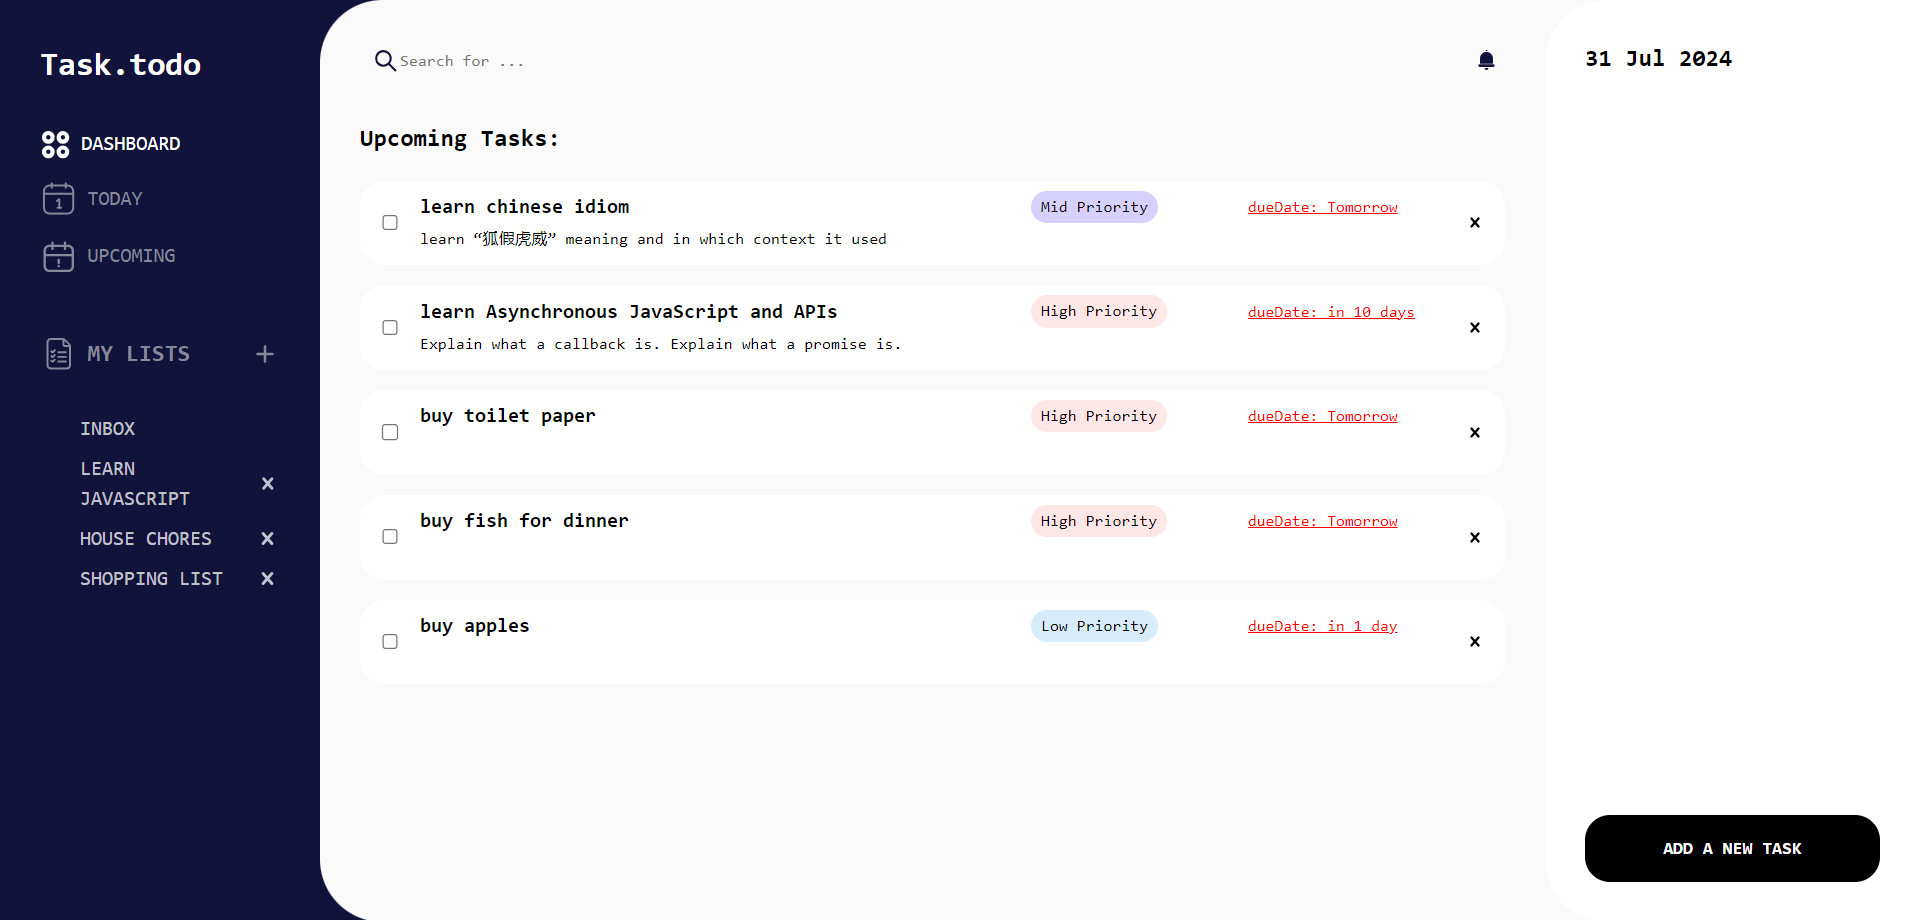 Task.todo
DASHBOARD
TODAY
UPCOMING
MY LISTS
INBOX
LEARN
JAVASCRIPT
HOUSE CHORES
SHOPPING LIST
Search for ...
Upcoming Tasks:
learn chinese idiom
Mid Priority
dueDate: Tomorrow
learn “狐假虎威” meaning and in which context it used
learn Asynchronous JavaScript and APIs
High Priority
dueDate: in 10 days
Explain what a callback is. Explain what a promise is.
buy toilet paper
High Priority
dueDate: Tomorrow
buy fish for dinner
High Priority
dueDate: Tomorrow
buy apples
Low Priority
dueDate: in 1 day
31 Jul 2024
ADD A NEW TASK